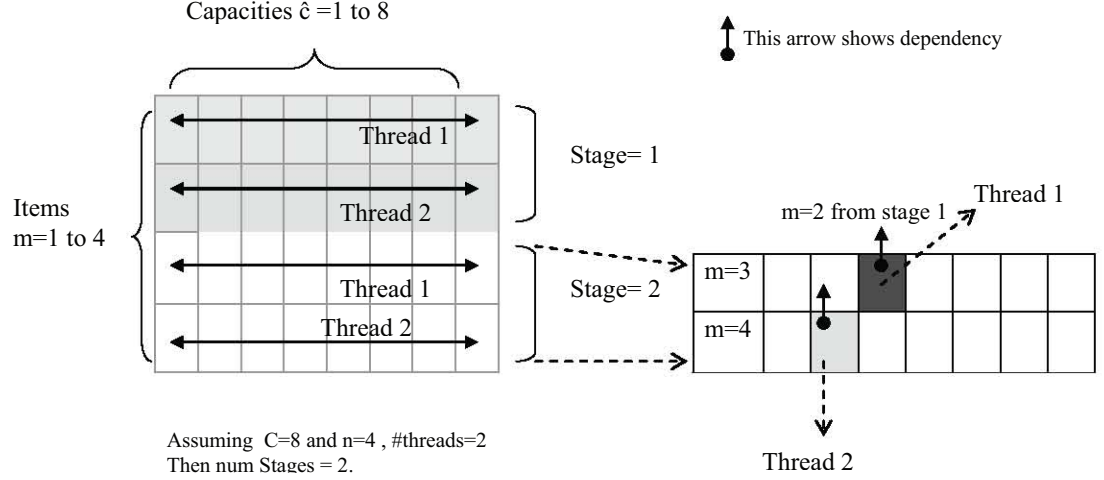 Capacities ĉ =1 to 8
This arrow shows dependency
Thread 1
Stage= 1
Thread 2
Items
m=1 to 4
Thread 1
Stage= 2
Thread 2
Thread 1
m=2 from stage 1
m=3
m=4
Thread 2
Assuming C=8 and n=4 , #threads=2
Then num Stages = 2.